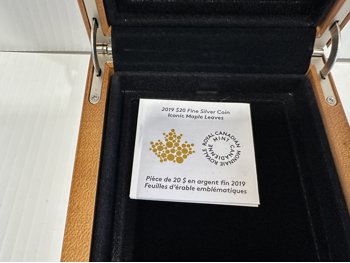 2019 $20 Fine Silver Coin
Iconic Maple Leaves
ROYAL CANADIAN MINT
MONNAIE ROYALE CANADIENNE
Pièce de 20 $ en argent fin 2019
Feuilles d'érable emblématiques